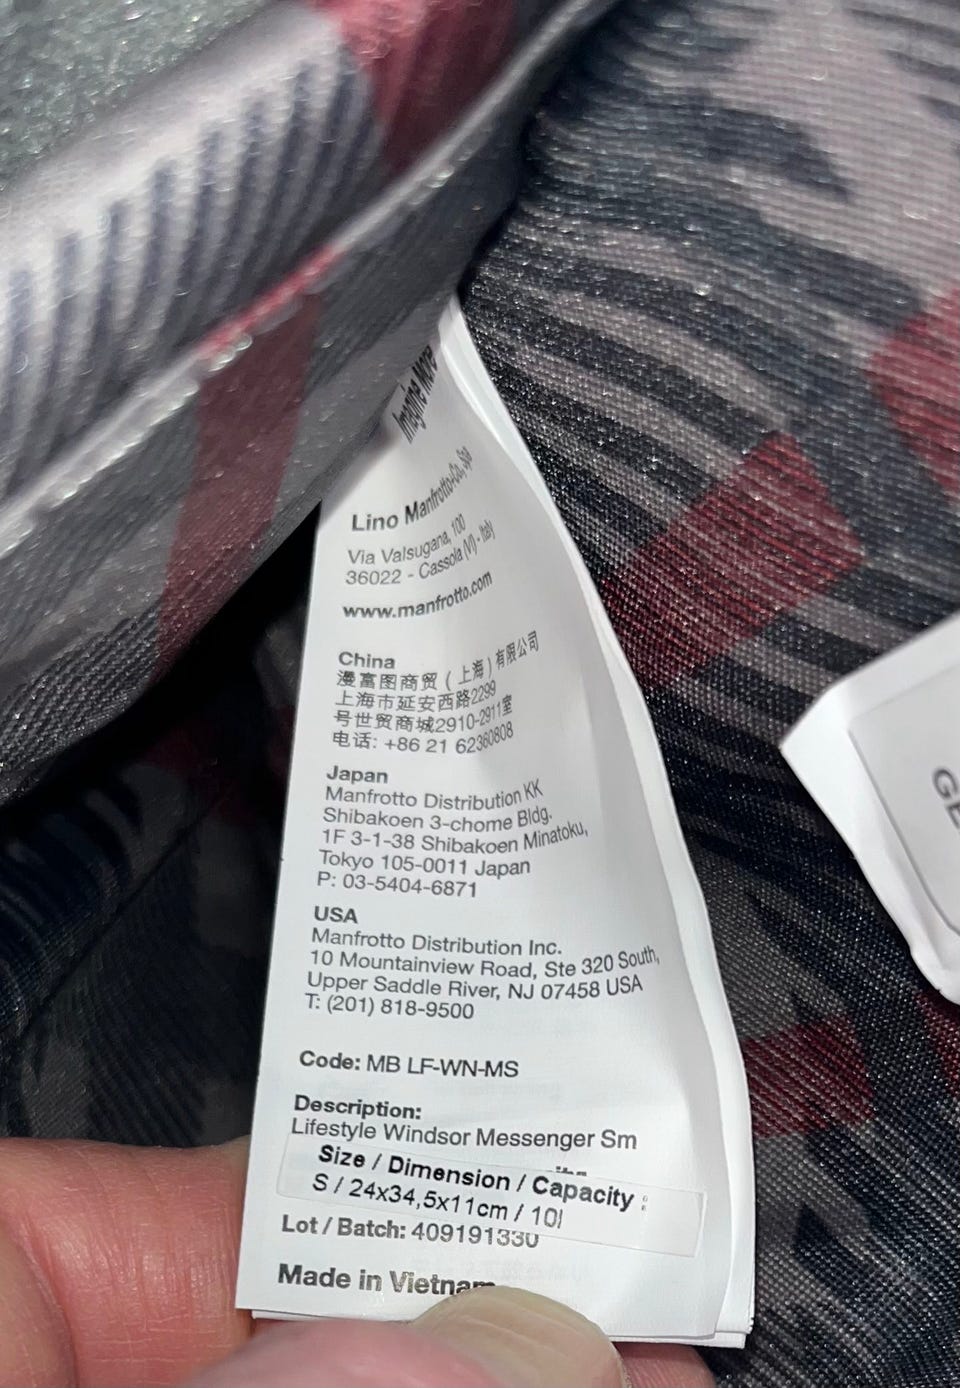 Imagine More
Lino Manfrotto+Co, Spa
Via Valsugana, 100
36022 - Cassola (VI) - Italy
www.manfrotto.com
China
漫富图商贸（上海）有限公司
上海市延安西路2299
号世贸商城2910-2911室
电话: +86 21 62360808
Japan
Manfrotto Distribution KK
Shibakoen 3-chome Bldg.
1F 3-1-38 Shibakoen Minatoku,
Tokyo 105-0011 Japan
P: 03-5404-6871
USA
Manfrotto Distribution Inc.
10 Mountainview Road, Ste 320 South,
Upper Saddle River, NJ 07458 USA
T: (201) 818-9500
Code: MB LF-WN-MS
Description:
Lifestyle Windsor Messenger Sm
Size / Dimension / Capacity :
S / 24x34,5x11cm / 10l
Lot / Batch: 409191330
Made in Vietnam
GE